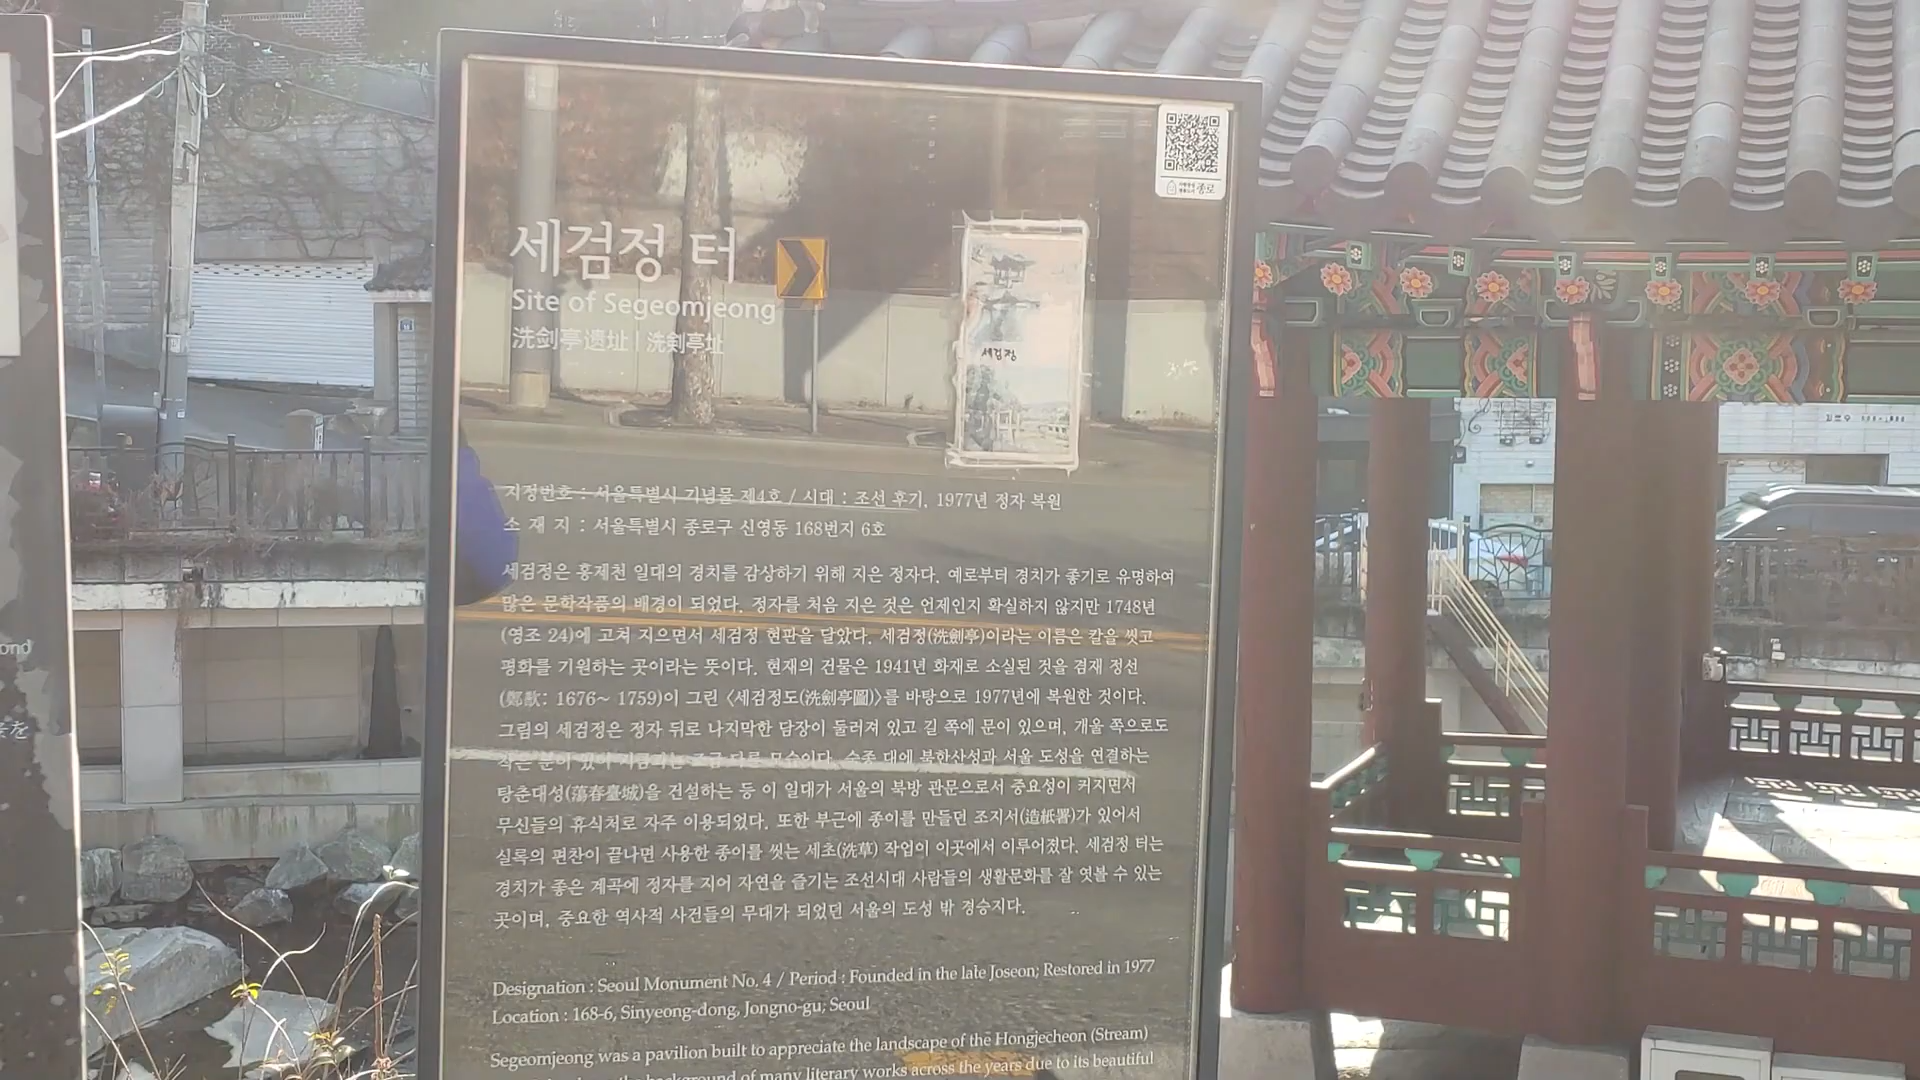 세검정 터
Site of Segeomjeong
洗剑亭遗址 | 洗剣亭址
세검정
종로
지정번호 : 서울특별시 기념물 제4호 / 시대 : 조선 후기, 1977년 정자 복원
소 재 지 : 서울특별시 종로구 신영동 168번지 6호
세검정은 홍제천 일대의 경치를 감상하기 위해 지은 정자다. 예로부터 경치가 좋기로 유명하여
많은 문학작품의 배경이 되었다. 정자를 처음 지은 것은 언제인지 확실하지 않지만 1748년
(영조 24)에 고쳐 지으면서 세검정 현판을 달았다. 세검정(洗劍亭)이라는 이름은 칼을 씻고
평화를 기원하는 곳이라는 뜻이다. 현재의 건물은 1941년 화재로 소실된 것을 겸재 정선
(鄭敾: 1676~ 1759)이 그린 〈세검정도(洗劍亭圖)〉를 바탕으로 1977년에 복원한 것이다.
그림의 세검정은 정자 뒤로 나지막한 담장이 둘러져 있고 길 쪽에 문이 있으며, 개울 쪽으로도
작은 문이 있어 지금과는 조금 다른 모습이다. 숙종 대에 북한산성과 서울 도성을 연결하는
탕춘대성(蕩春臺城)을 건설하는 등 이 일대가 서울의 북방 관문으로서 중요성이 커지면서
무신들의 휴식처로 자주 이용되었다. 또한 부근에 종이를 만들던 조지서(造紙署)가 있어서
실록의 편찬이 끝나면 사용한 종이를 씻는 세초(洗草) 작업이 이곳에서 이루어졌다. 세검정 터는
경치가 좋은 계곡에 정자를 지어 자연을 즐기는 조선시대 사람들의 생활문화를 잘 엿볼 수 있는
곳이며, 중요한 역사적 사건들의 무대가 되었던 서울의 도성 밖 경승지다.
Designation : Seoul Monument No. 4 / Period : Founded in the late Joseon; Restored in 1977
Location : 168-6, Sinyeong-dong, Jongno-gu, Seoul
Segeomjeong was a pavilion built to appreciate the landscape of the Hongjecheon (Stream)
background of many literary works across the years due to its beautiful
ond